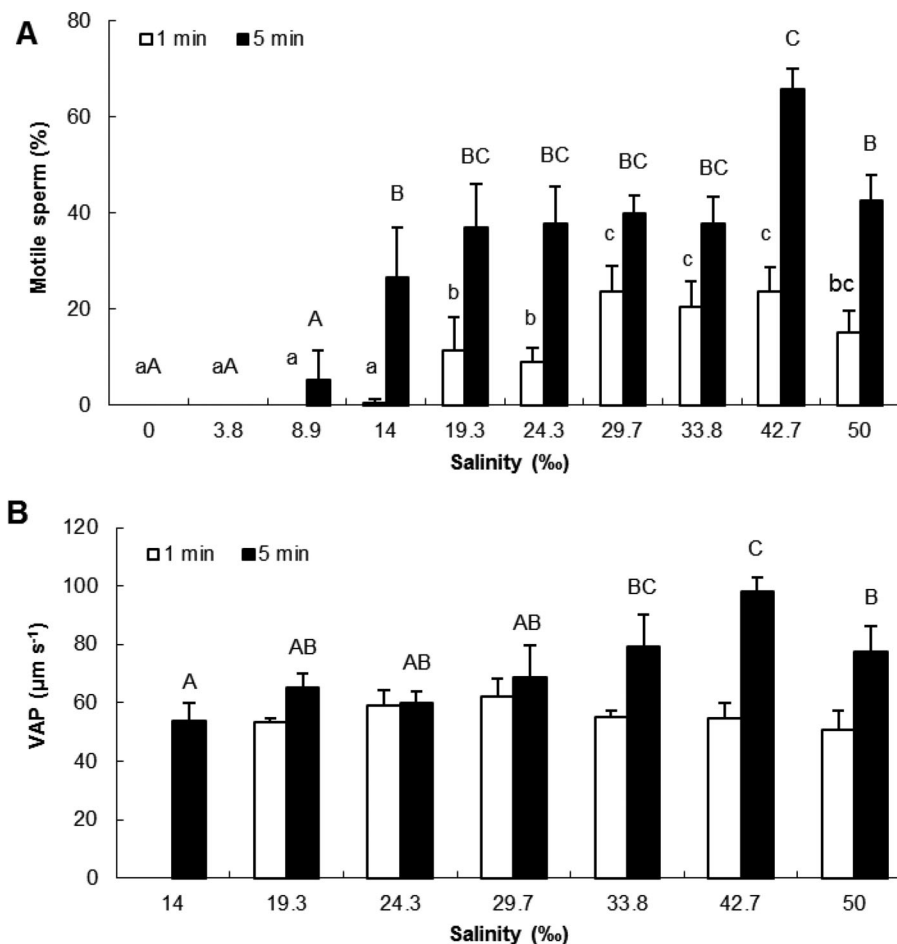 A
1 min 5 min
Motile sperm (%)
80
60
40
20
0
aA aA a A a B b BC b BC c BC c BC c C bc B
0 3.8 8.9 14 19.3 24.3 29.7 33.8 42.7 50
Salinity (‰)
B
1 min 5 min
VAP (µm s-1)
120
100
80
60
40
20
0
A AB AB AB BC C B
14 19.3 24.3 29.7 33.8 42.7 50
Salinity (‰)